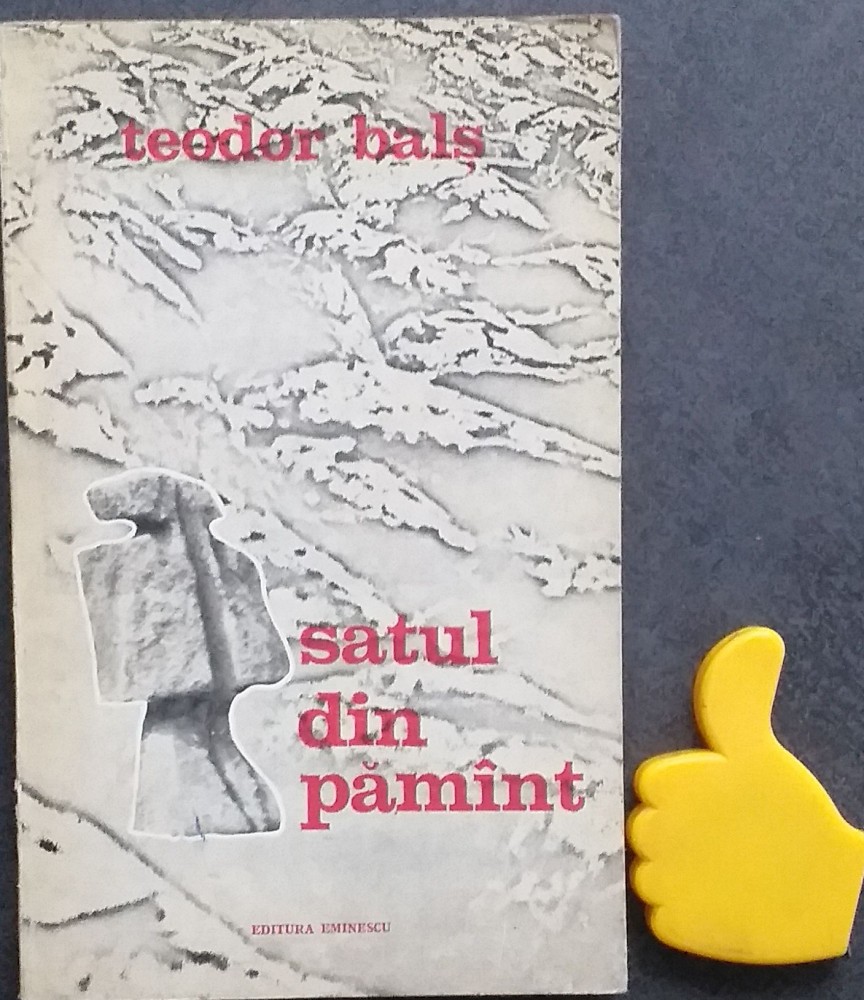 teodor balș
satul
din
pămînt
EDITURA EMINESCU